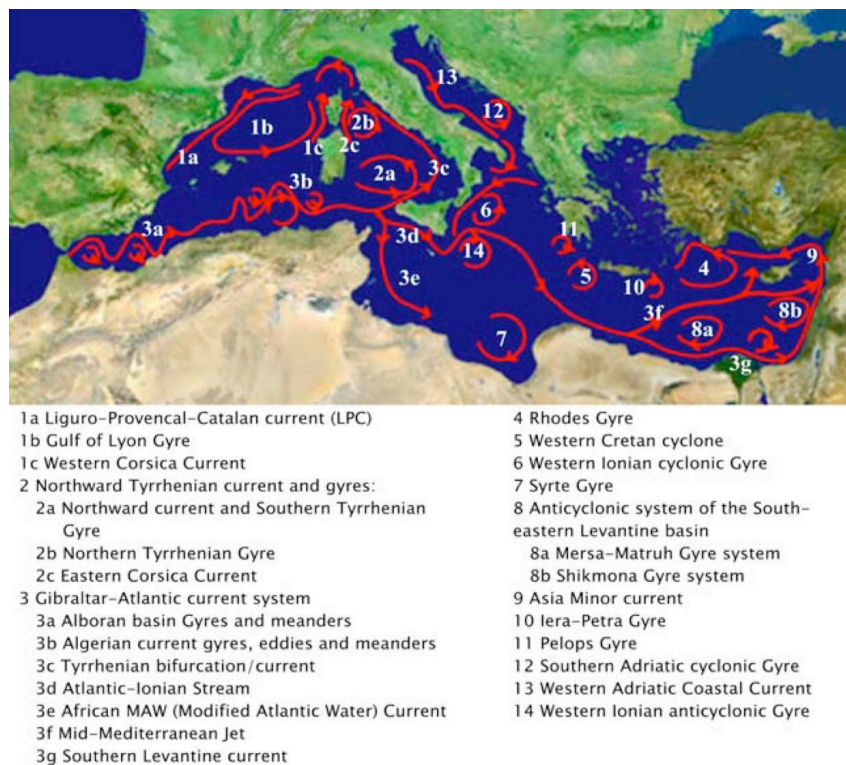 13
12
1b
2b
1a
1c
2c
3c
2a
3b
3a
6
11
3d
14
4
9
3e
5
10
3f
8b
8a
7
3g
1a Liguro-Provencal-Catalan current (LPC)
1b Gulf of Lyon Gyre
1c Western Corsica Current
2 Northward Tyrrhenian current and gyres:
2a Northward current and Southern Tyrrhenian
Gyre
2b Northern Tyrrhenian Gyre
2c Eastern Corsica Current
3 Gibraltar-Atlantic current system
3a Alboran basin Gyres and meanders
3b Algerian current gyres, eddies and meanders
3c Tyrrhenian bifurcation/current
3d Atlantic-Ionian Stream
3e African MAW (Modified Atlantic Water) Current
3f Mid-Mediterranean Jet
3g Southern Levantine current
4 Rhodes Gyre
5 Western Cretan cyclone
6 Western Ionian cyclonic Gyre
7 Syrte Gyre
8 Anticyclonic system of the South-
eastern Levantine basin
8a Mersa-Matruh Gyre system
8b Shikmona Gyre system
9 Asia Minor current
10 Iera-Petra Gyre
11 Pelops Gyre
12 Southern Adriatic cyclonic Gyre
13 Western Adriatic Coastal Current
14 Western Ionian anticyclonic Gyre